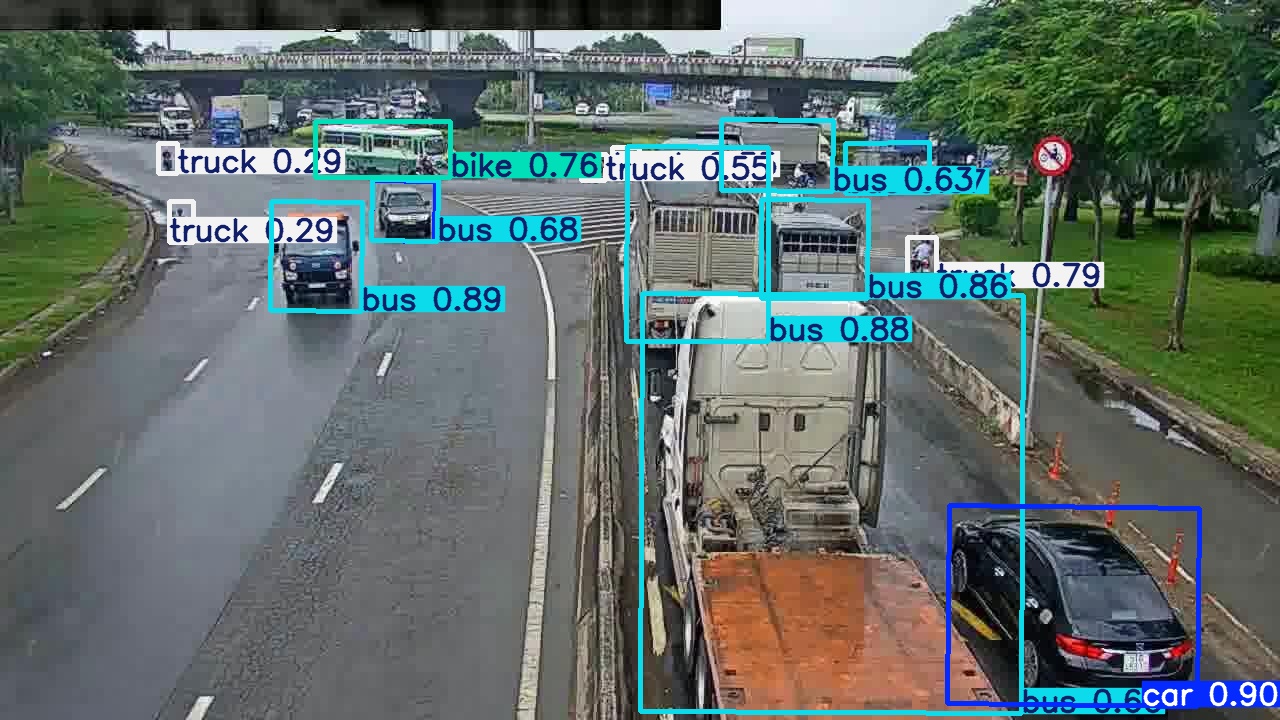 truck 0.29
bike 0.76
truck 0.55
bus 0.637
truck 0.29
bus 0.68
truck 0.79
bus 0.89
bus 0.86
bus 0.88
car 0.90